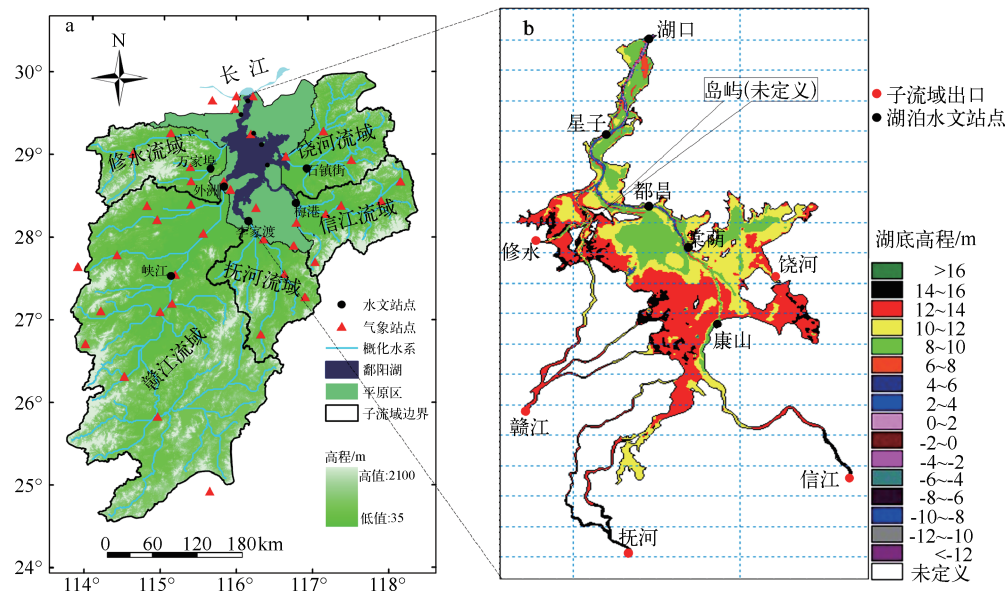 a
N
30°
29°
28°
27°
26°
25°
24°
114°
115°
116°
117°
118°
长江
修水流域
万家埠
外洲
饶河流域
石镇街
梅港
信江流域
李家渡
抚河流域
峡江
赣江流域
水文站点
气象站点
概化水系
鄱阳湖
平原区
子流域边界
高程/m
高值:2100
低值:35
0 30 60 120 180 km
b
湖口
岛屿(未定义)
星子
都昌
棠荫
修水
饶河
康山
赣江
信江
抚河
子流域出口
湖泊水文站点
湖底高程/m
>16
14~16
12~14
10~12
8~10
6~8
4~6
2~4
0~2
-2~0
-4~-2
-6~-4
-8~-6
-10~-8
-12~-10
<-12
未定义